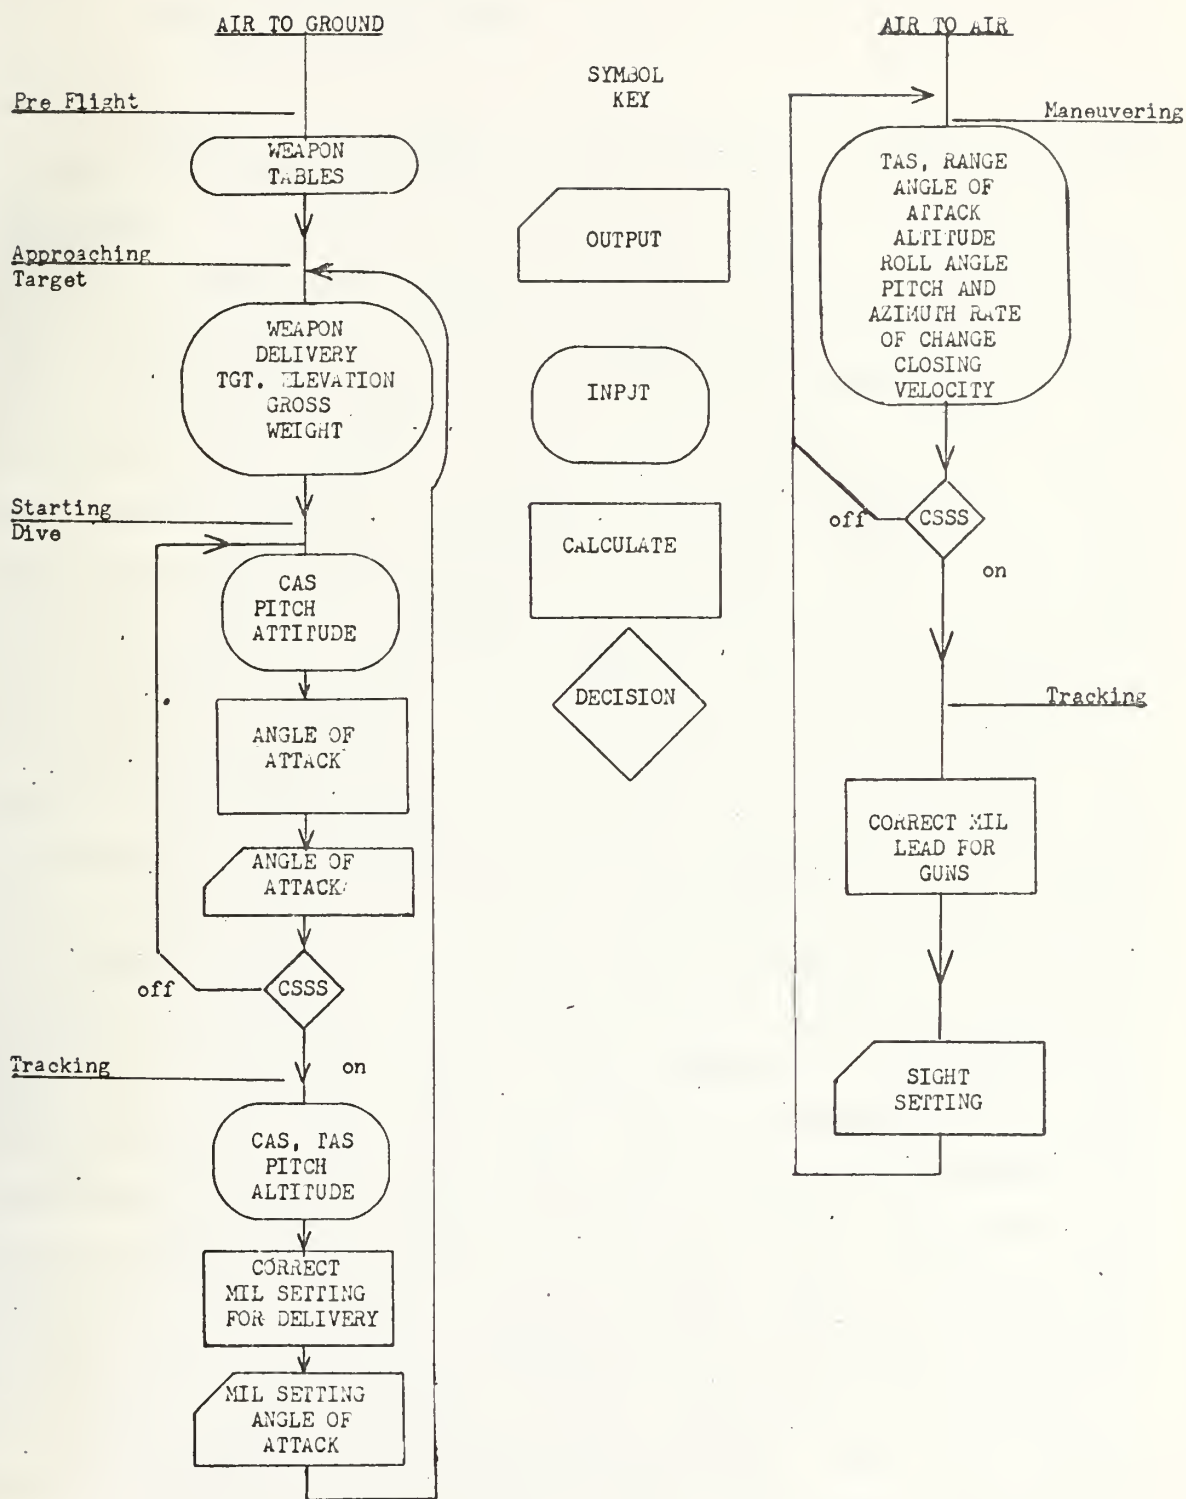 AIR TO GROUND
Pre Flight
WEAPON
TABLES
Approaching
Target
WEAPON
DELIVERY
TGT. ELEVATION
GROSS
WEIGHT
Starting
Dive
CAS
PITCH
ATTITUDE
ANGLE OF
ATTACK
ANGLE OF
ATTACK
off
CSSS
Tracking
on
CAS, TAS
PITCH
ALTITUDE
CORRECT
MIL SETTING
FOR DELIVERY
MIL SETTING
ANGLE OF
ATTACK
SYMBOL
KEY
OUTPUT
INPUT
CALCULATE
DECISION
AIR TO AIR
Maneuvering
TAS, RANGE
ANGLE OF
ATTACK
ALTITUDE
ROLL ANGLE
PITCH AND
AZIMUTH RATE
OF CHANGE
CLOSING
VELOCITY
off
CSSS
on
Tracking
CORRECT MIL
LEAD FOR
GUNS
SIGHT
SETTING